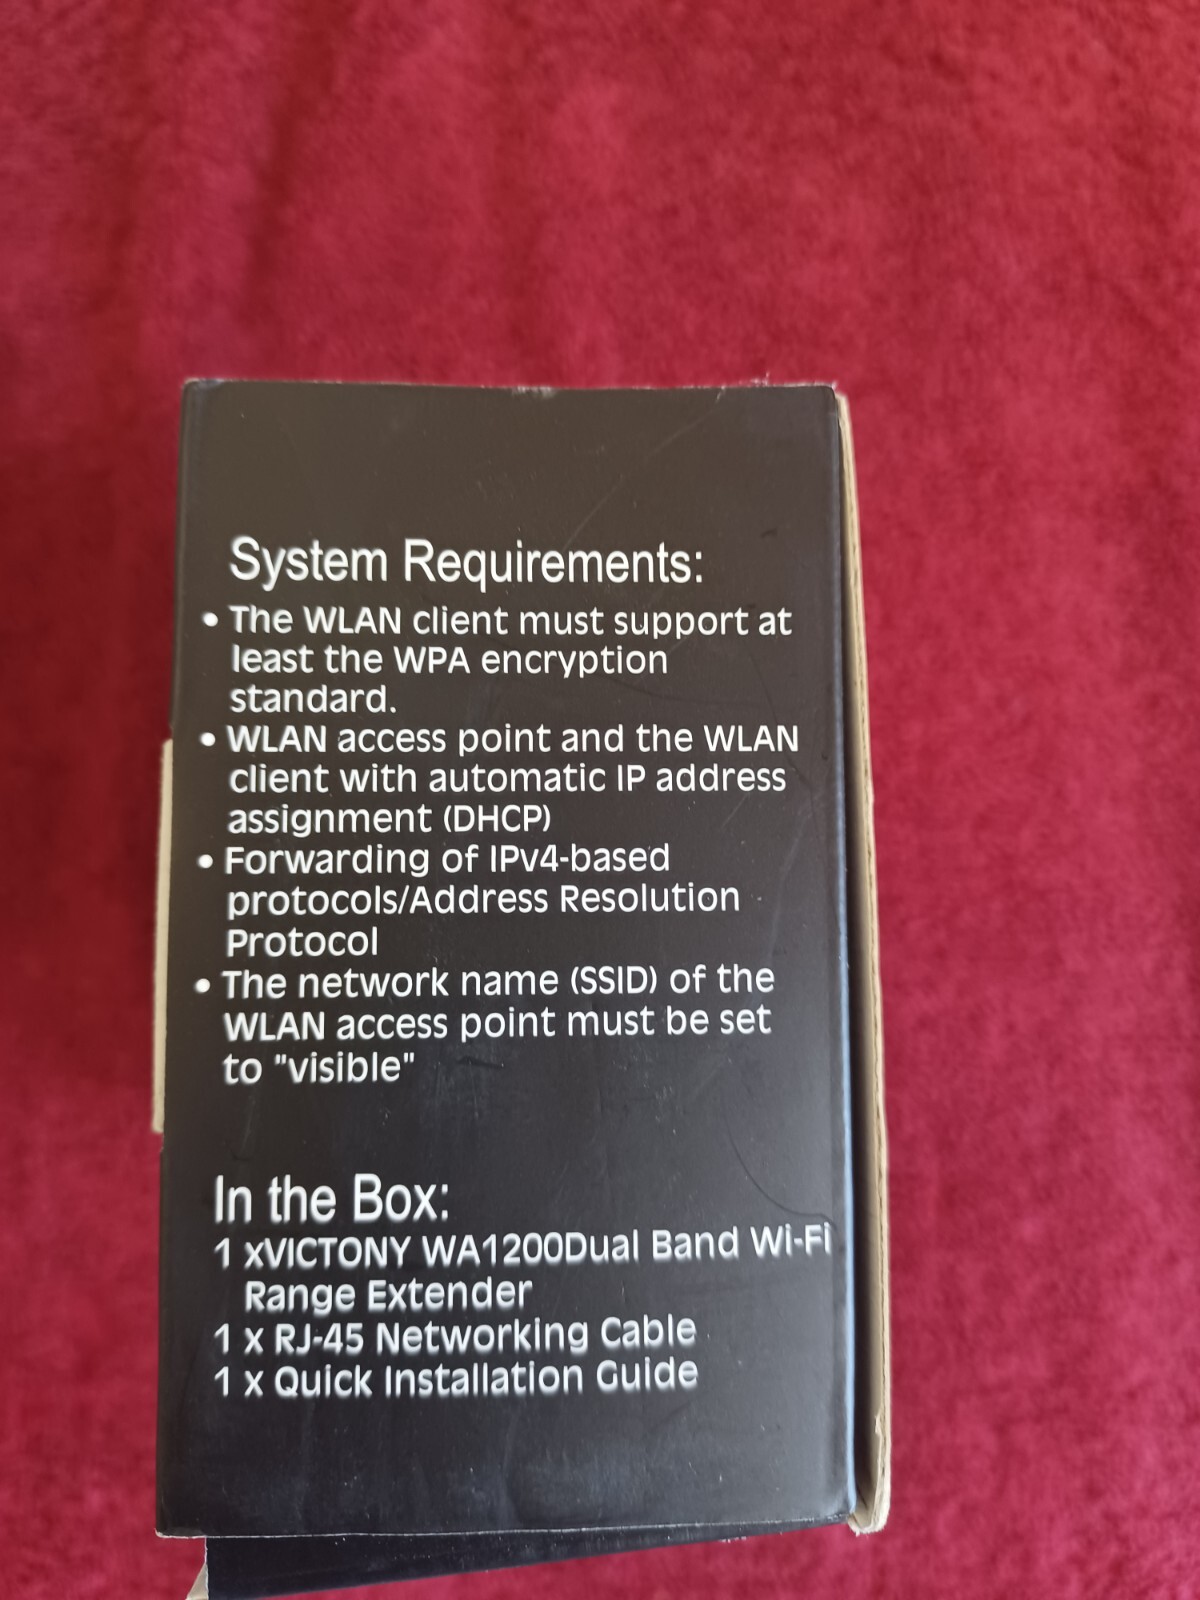 System Requirements:
• The WLAN client must support at
least the WPA encryption
standard.
• WLAN access point and the WLAN
client with automatic IP address
assignment (DHCP)
• Forwarding of IPv4-based
protocols/Address Resolution
Protocol
• The network name (SSID) of the
WLAN access point must be set
to "visible"
In the Box:
1 xVICTONY WA1200Dual Band Wi-Fi
Range Extender
1 x RJ-45 Networking Cable
1 x Quick Installation Guide